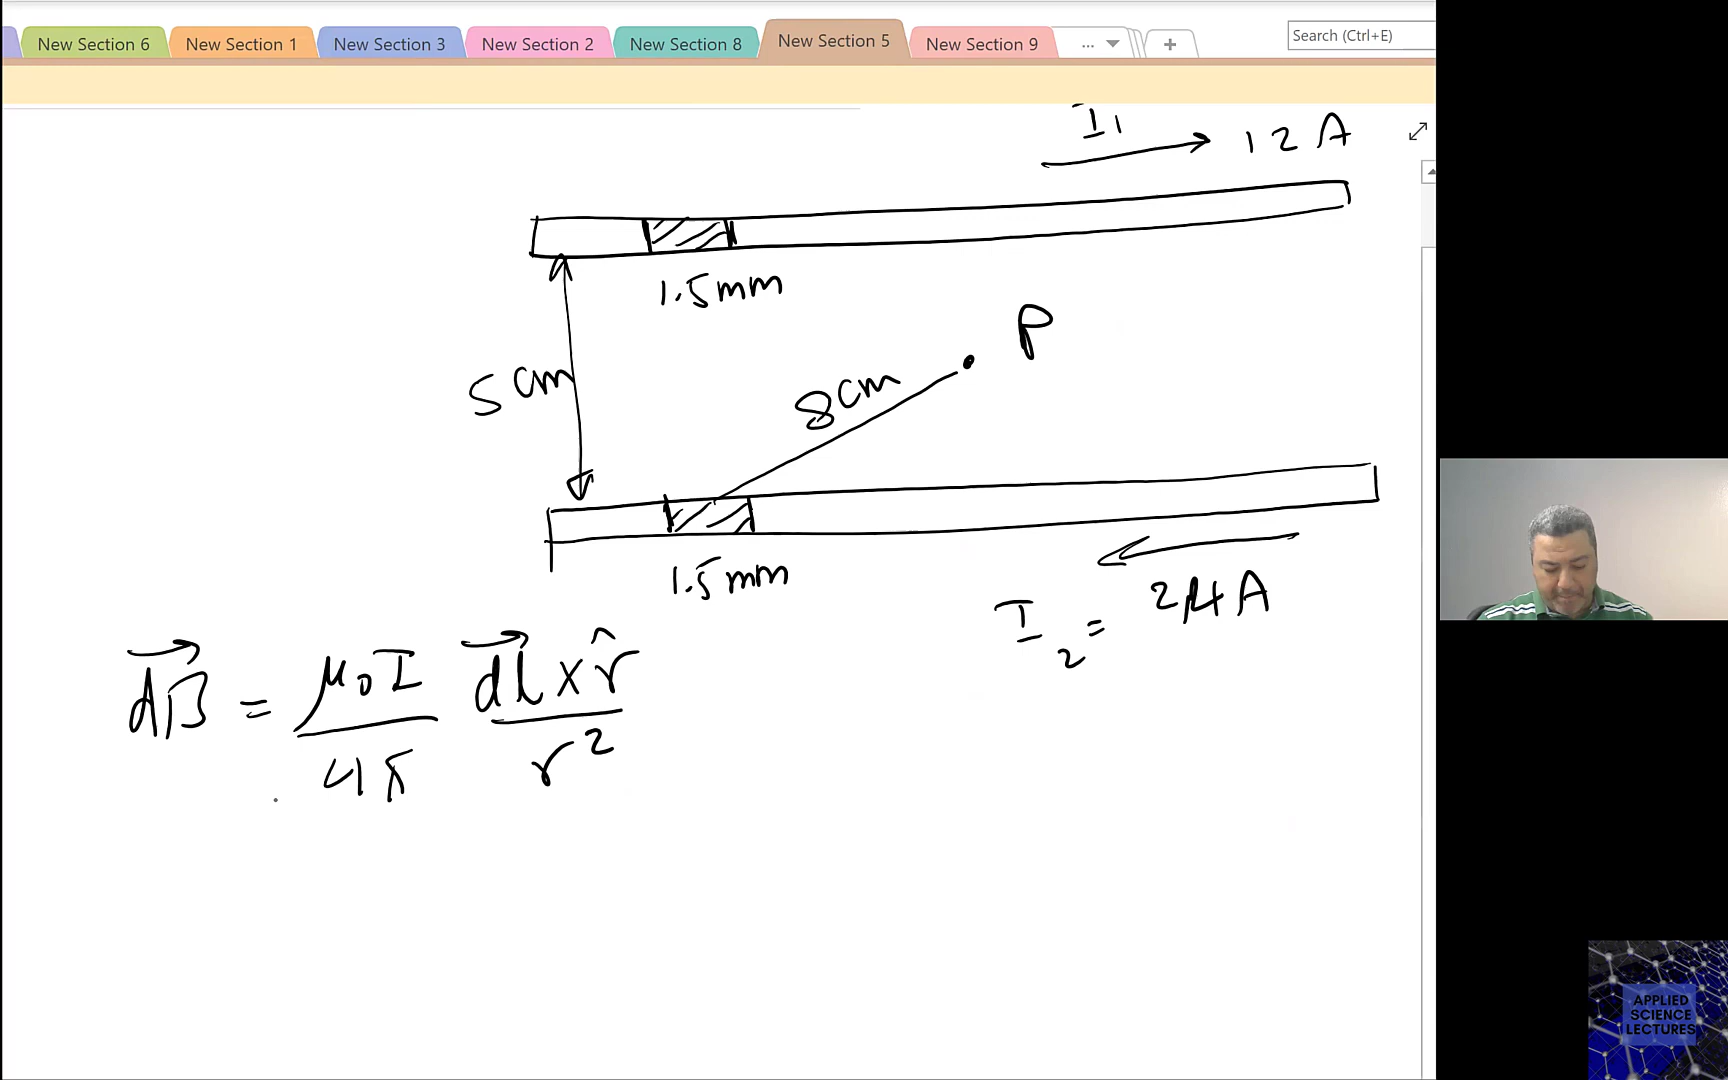 New Section 6 New Section 1 New Section 3 New Section 2 New Section 8 New Section 5 New Section 9 ... + Search (Ctrl+E)
I₁ → 12 A
1.5mm
P
5 cm
8cm
1.5mm
I₂ = 24A
dB⃗ = μ₀I/4π dl⃗ × r̂/r²
APPLIED
SCIENCE
LECTURES